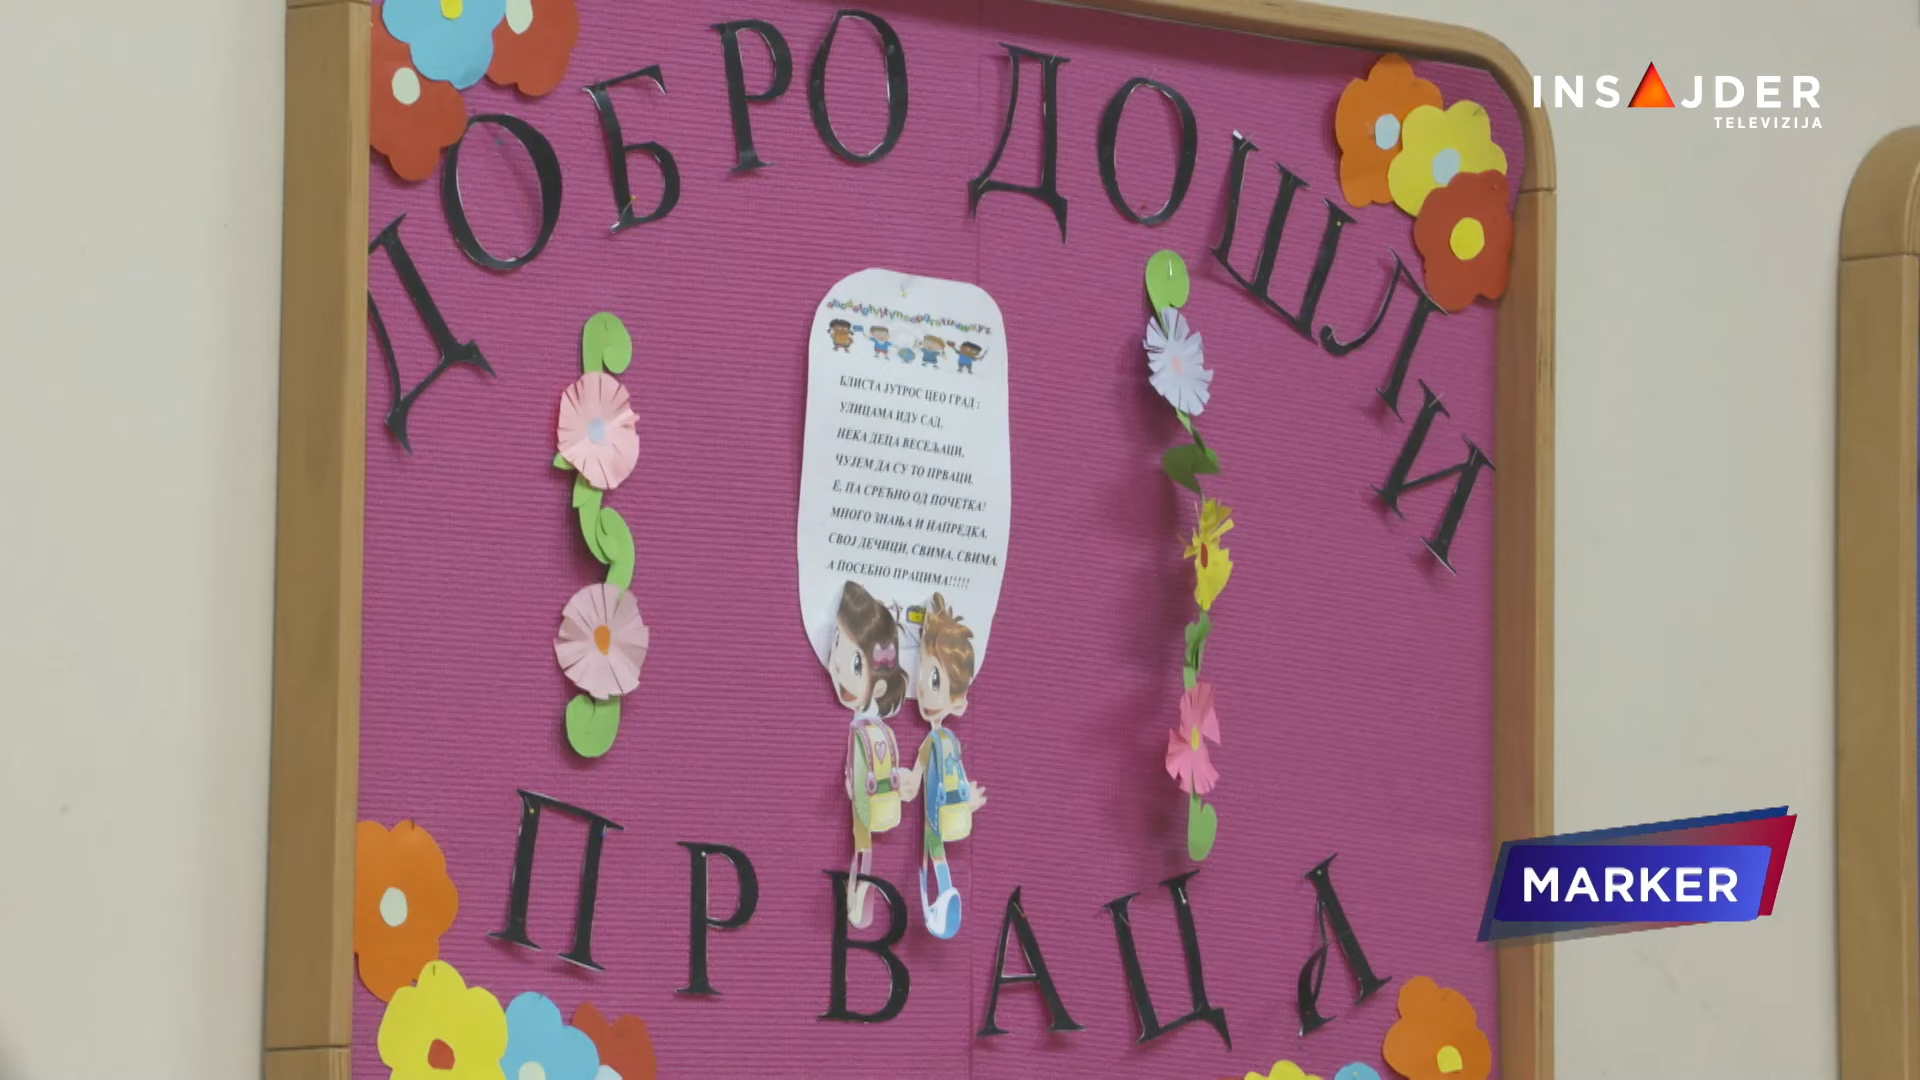 INSAJDER
TELEVIZIJA
ДОБРО ДОШЛИ
БЛИСТА ЈУТРОС ЦЕО ГРАД :
УЛИЦАМА ИДУ САД,
НЕКА ДЕЦА ВЕСЕЉАЦИ,
ЧУЈЕМ ДА СУ ТО ПРВАЦИ.
Е, ПА СРЕЋНО ОД ПОЧЕТКА!
МНОГО ЗНАЊА И НАПРЕДКА.
СВОЈ ДЕЧИЦИ, СВИМА, СВИМА,
А ПОСЕБНО ПРАЦИМА!!!!!
ПРВАЦИ
MARKER